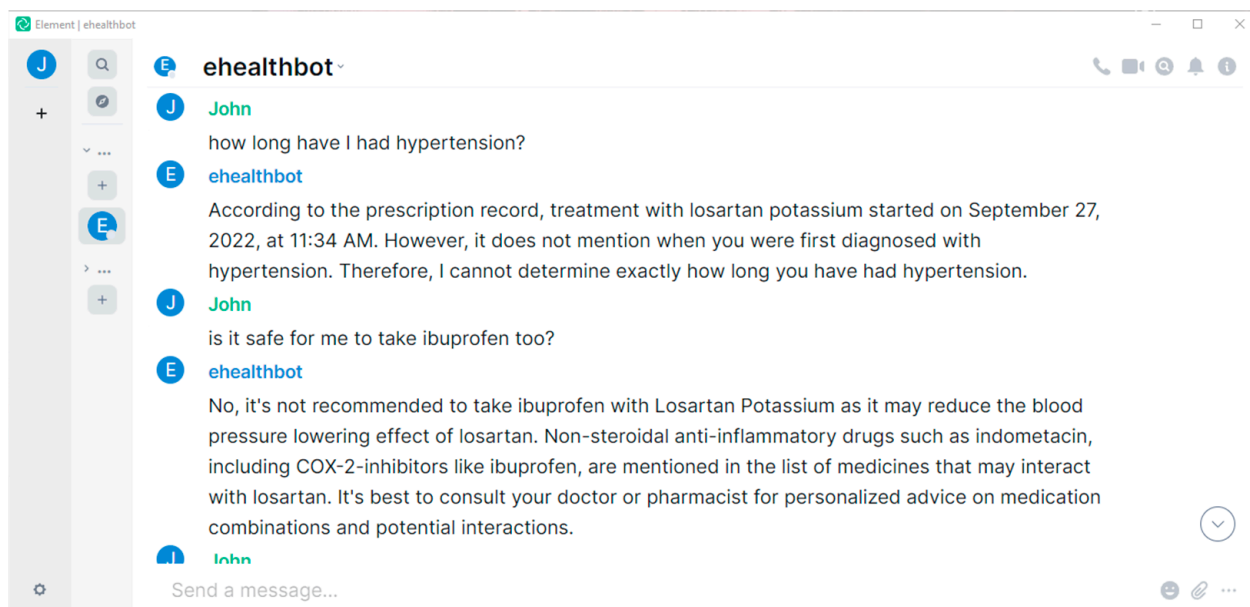 Element | ehealthbot
J
E
ehealthbot
J
John
how long have I had hypertension?
E
ehealthbot
According to the prescription record, treatment with losartan potassium started on September 27,
2022, at 11:34 AM. However, it does not mention when you were first diagnosed with
hypertension. Therefore, I cannot determine exactly how long you have had hypertension.
E
J
John
is it safe for me to take ibuprofen too?
E
ehealthbot
No, it's not recommended to take ibuprofen with Losartan Potassium as it may reduce the blood
pressure lowering effect of losartan. Non-steroidal anti-inflammatory drugs such as indometacin,
including COX-2-inhibitors like ibuprofen, are mentioned in the list of medicines that may interact
with losartan. It's best to consult your doctor or pharmacist for personalized advice on medication
combinations and potential interactions.
J
John
Send a message...